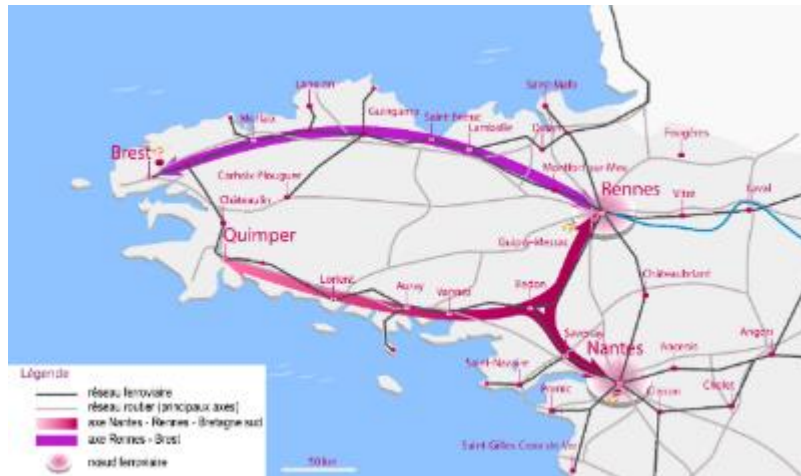 Lannion
Saint-Malo
Guingamp
Morlaix
Saint-Brieuc
Lamballe
Dinan
Fougères
Brest
Montfort-sur-Meu
Carhaix-Plouguer
Rennes
Vitré
Laval
Châteaulin
Quimper
Guipry-Messac
Châteaubriant
Lorient
Auray
Vannes
Redon
Savenay
Nantes
Ancenis
Angers
Saint-Nazaire
Pornic
Clisson
Cholet
Saint-Gilles-Croix-de-Vie
Légende
réseau ferroviaire
réseau routier (principaux axes)
axe Nantes - Rennes - Bretagne sud
axe Rennes - Brest
nœud ferroviaire
50 km